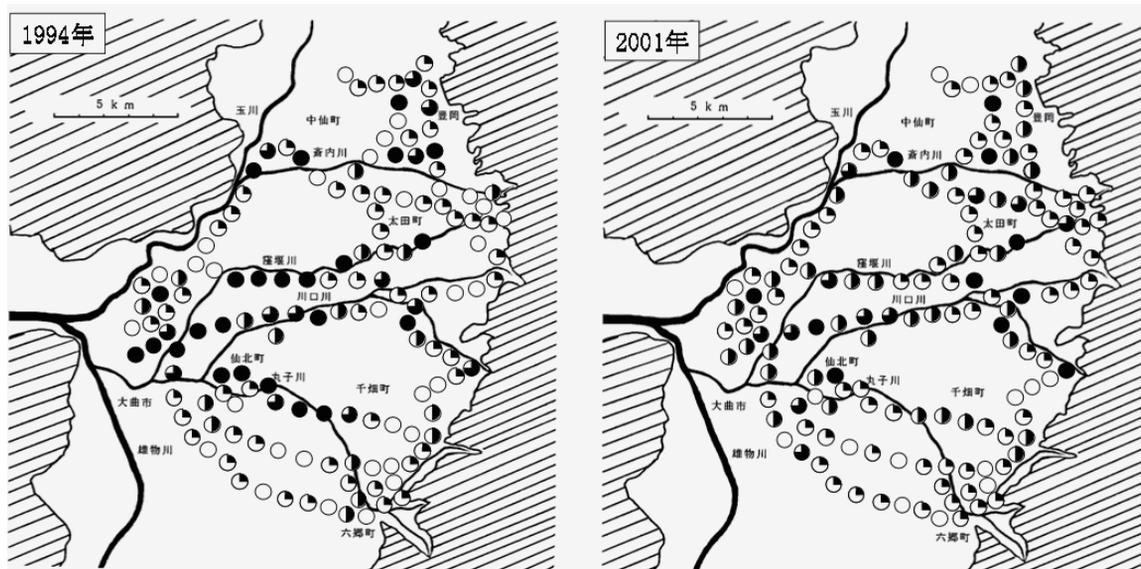 1994年
5 km
玉川
中仙町
豊岡
斎内川
太田町
窪堰川
川口川
仙北町
丸子川
千畑町
大曲市
雄物川
六郷町
2001年
5 km
玉川
中仙町
豊岡
斎内川
太田町
窪堰川
川口川
仙北町
丸子川
千畑町
大曲市
雄物川
六郷町